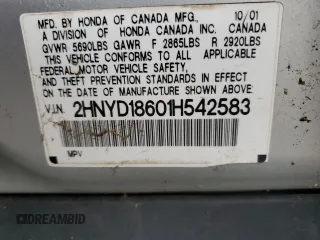 MFD. BY HONDA OF CANADA MFG., 10/01
A DIVISION OF HONDA CANADA INC. CANADA
GVWR 5690LBS GAWR F 2865LBS R 2920LBS
THIS VEHICLE CONFORMS TO ALL APPLICABLE
FEDERAL MOTOR VEHICLE SAFETY,
AND THEFT PREVENTION STANDARDS IN EFFECT
ON THE DATE OF MANUFACTURE SHOWN ABOVE.
V.I.N. 2HNYD18601H542583
MPV
DREAMBID